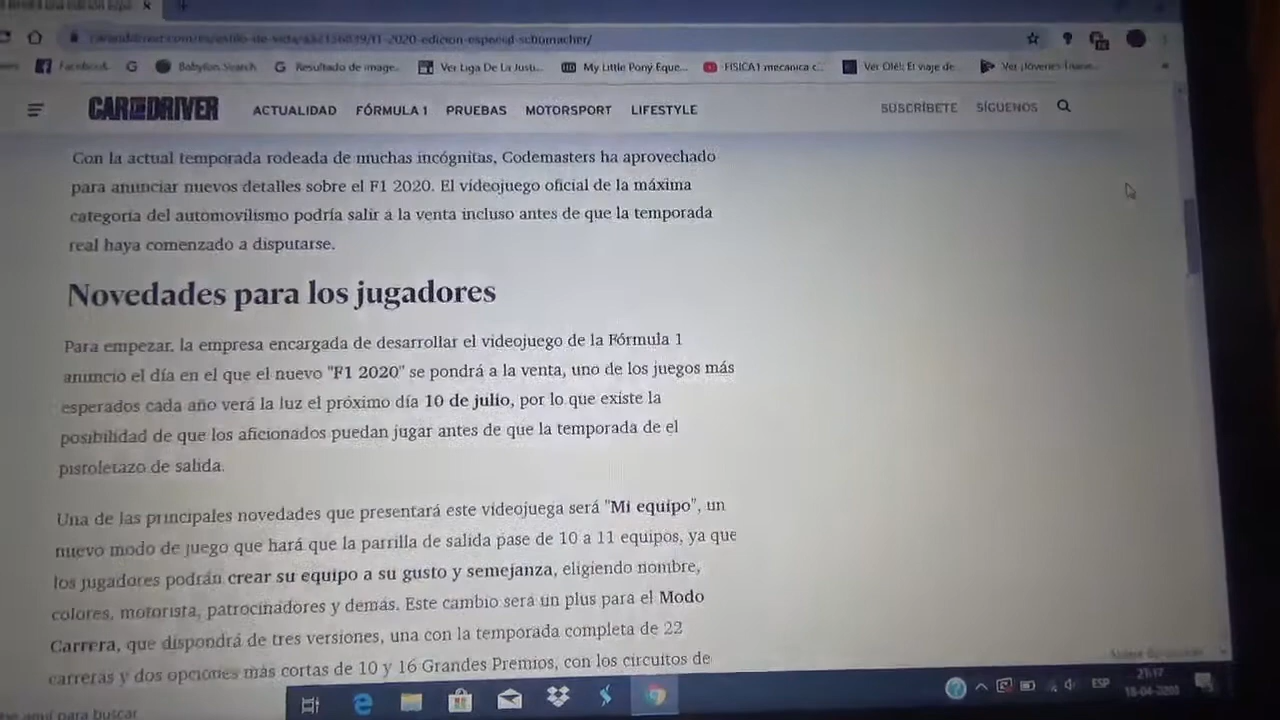 Facebook
G
Babylon Search
G Resultado de image...
Ver Liga De La Justi...
My Little Pony Eque...
FISICA1 mecanica c...
Ver Olé!: El viaje de...
CAR AND DRIVER
ACTUALIDAD FÓRMULA 1 PRUEBAS MOTORSPORT LIFESTYLE
SUSCRÍBETE SÍGUENOS
Con la actual temporada rodeada de muchas incógnitas, Codemasters ha aprovechado
para anunciar nuevos detalles sobre el F1 2020. El videojuego oficial de la máxima
categoría del automovilismo podría salir a la venta incluso antes de que la temporada
real haya comenzado a disputarse.
Novedades para los jugadores
Para empezar, la empresa encargada de desarrollar el videojuego de la Fórmula 1
anuncio el día en el que el nuevo "F1 2020" se pondrá a la venta, uno de los juegos más
esperados cada año verá la luz el próximo día 10 de julio, por lo que existe la
posibilidad de que los aficionados puedan jugar antes de que la temporada de el
pistoletazo de salida.
Una de las principales novedades que presentará este videojuega será "Mi equipo", un
nuevo modo de juego que hará que la parrilla de salida pase de 10 a 11 equipos, ya que
los jugadores podrán crear su equipo a su gusto y semejanza, eligiendo nombre,
colores, motorista, patrocinadores y demás. Este cambio será un plus para el Modo
Carrera, que dispondrá de tres versiones, una con la temporada completa de 22
carreras y dos opciones más cortas de 10 y 16 Grandes Premios, con los circuitos de
aquí para buscar
ESP
21:17